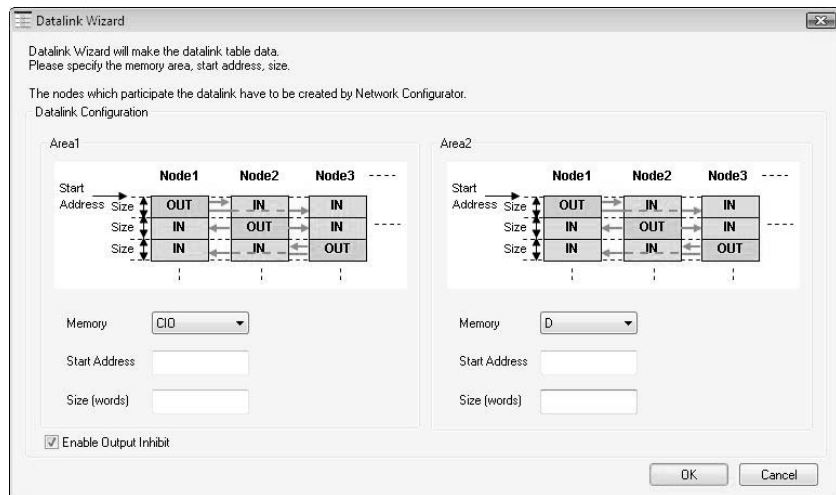 Datalink Wizard
Datalink Wizard will make the datalink table data.
Please specify the memory area, start address, size.
The nodes which participate the datalink have to be created by Network Configurator.
Datalink Configuration
Area1
Node1 Node2 Node3
Start
Address Size OUT IN IN
Size IN OUT IN
Size IN IN OUT
Memory CIO
Start Address
Size (words)
Area2
Node1 Node2 Node3
Start
Address Size OUT IN IN
Size IN OUT IN
Size IN IN OUT
Memory D
Start Address
Size (words)
Enable Output Inhibit
OK Cancel